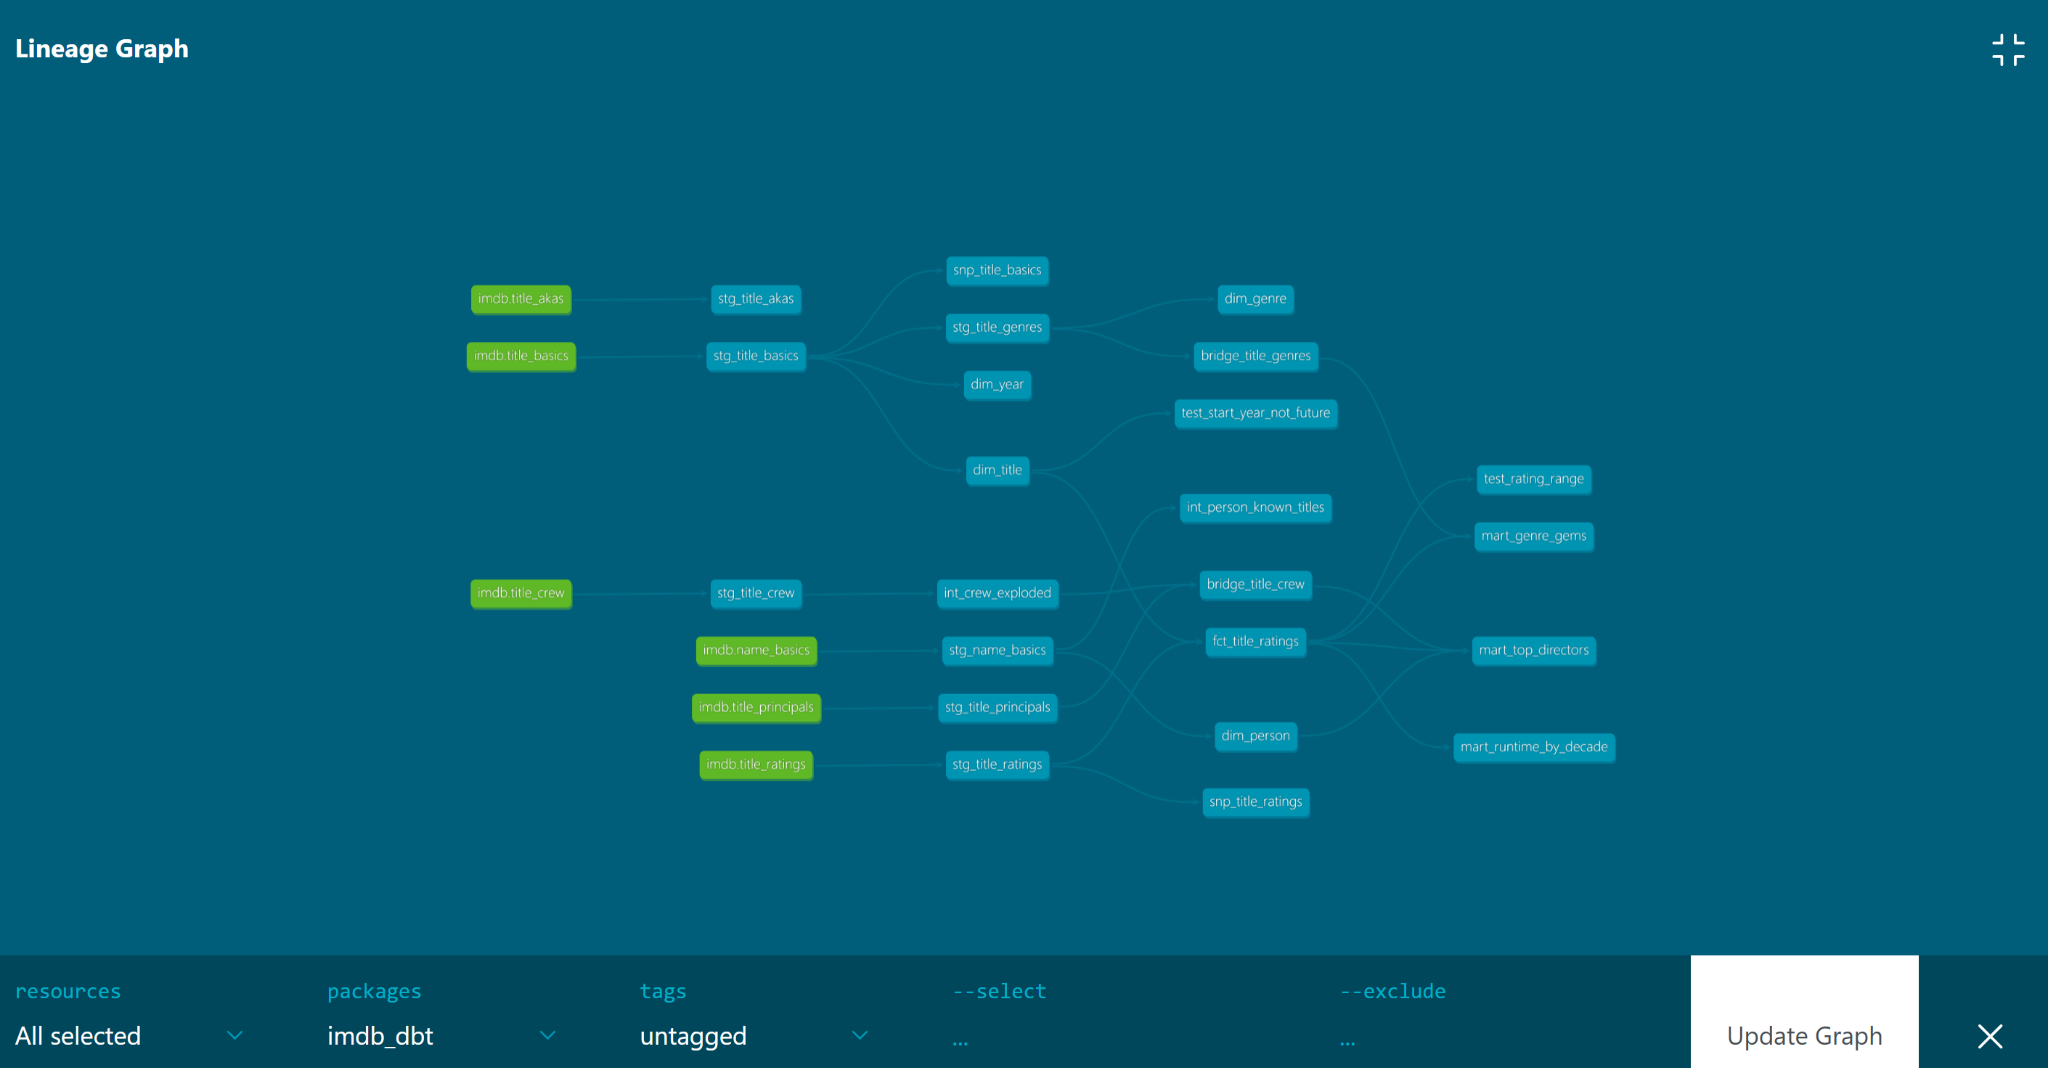 Lineage Graph
snp_title_basics
imdb.title_akas
stg_title_akas
dim_genre
stg_title_genres
imdb.title_basics
stg_title_basics
bridge_title_genres
dim_year
test_start_year_not_future
dim_title
test_rating_range
int_person_known_titles
mart_genre_gems
bridge_title_crew
imdb.title_crew
stg_title_crew
int_crew_exploded
fct_title_ratings
imdb.name_basics
stg_name_basics
mart_top_directors
imdb.title_principals
stg_title_principals
dim_person
mart_runtime_by_decade
imdb.title_ratings
stg_title_ratings
snp_title_ratings
resources
All selected
packages
imdb_dbt
tags
untagged
--select
...
--exclude
...
Update Graph